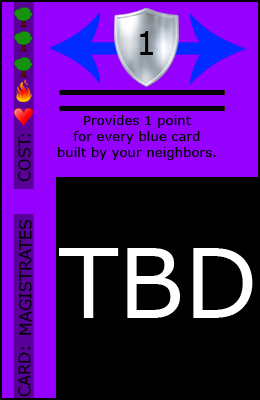 1
Provides 1 point
for every blue card
built by your neighbors.
COST:
TBD
CARD: MAGISTRATES